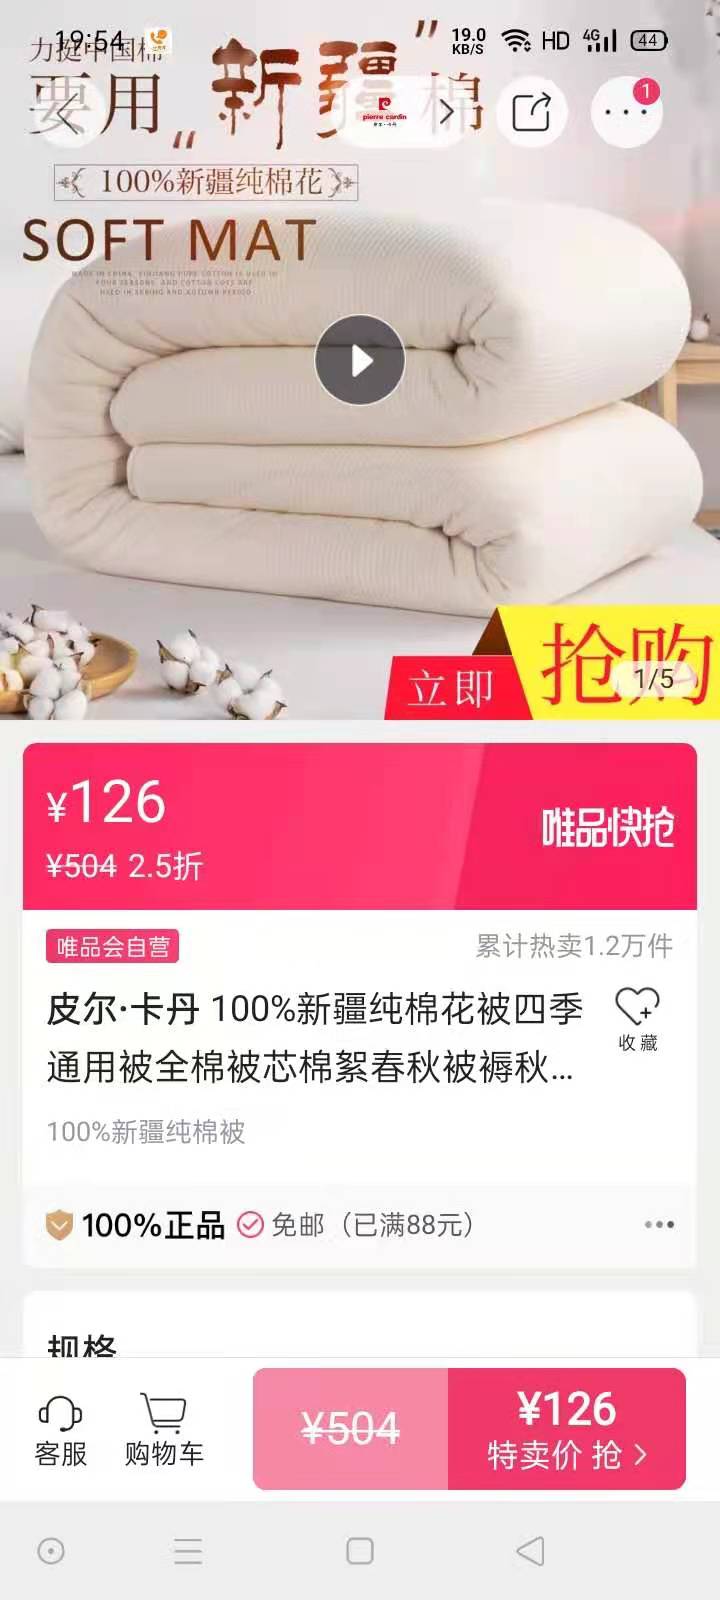 19:54
19.0
KB/S
HD
4G
44
力挺中国棉
要用"新疆"棉
pierre cardin
1
100%新疆纯棉花
SOFT MAT
MADE IN CHINA, XINJIANG PURE COTTON IS USED IN
FOUR SEASONS, AND COTTON COTS ARE
USED IN SPRING AND AUTUMN PERIOD
立即
抢购
1/5
¥126
¥504 2.5折
唯品快抢
唯品会自营
累计热卖1.2万件
皮尔·卡丹 100%新疆纯棉花被四季
通用被全棉被芯棉絮春秋被褥秋...
收藏
100%新疆纯棉被
100%正品
免邮（已满88元）
规格
客服
购物车
¥504
¥126
特卖价 抢